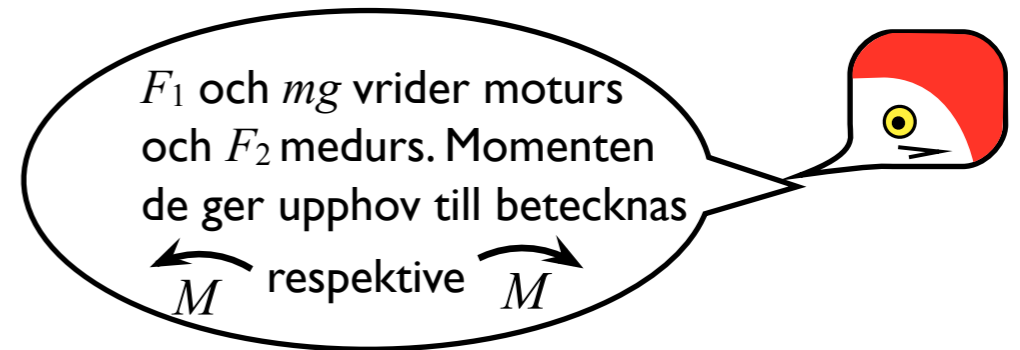 F₁ och mg vrider moturs
och F₂ medurs. Momenten
de ger upphov till betecknas
M respektive M